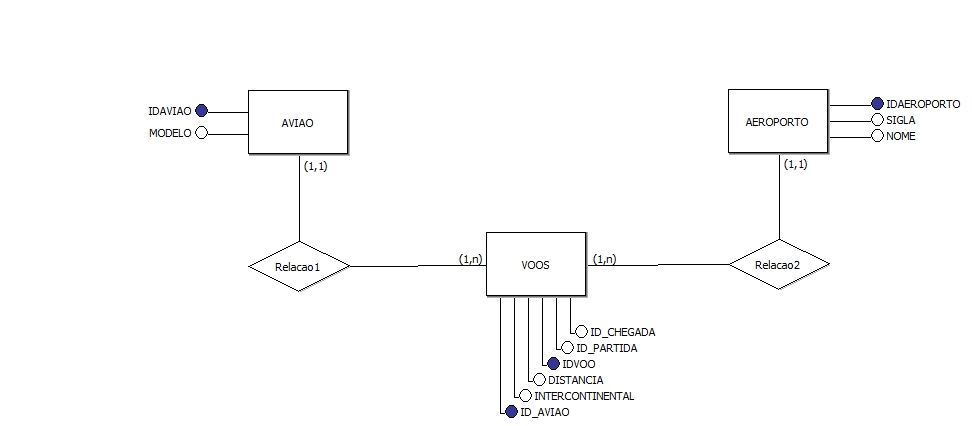 IDAVIAO
MODELO
AVIAO
(1,1)
AEROPORTO
IDAEROPORTO
SIGLA
NOME
(1,1)
Relacao1
(1,n)
VOOS
(1,n)
Relacao2
ID_CHEGADA
ID_PARTIDA
IDVOO
DISTANCIA
INTERCONTINENTAL
ID_AVIAO